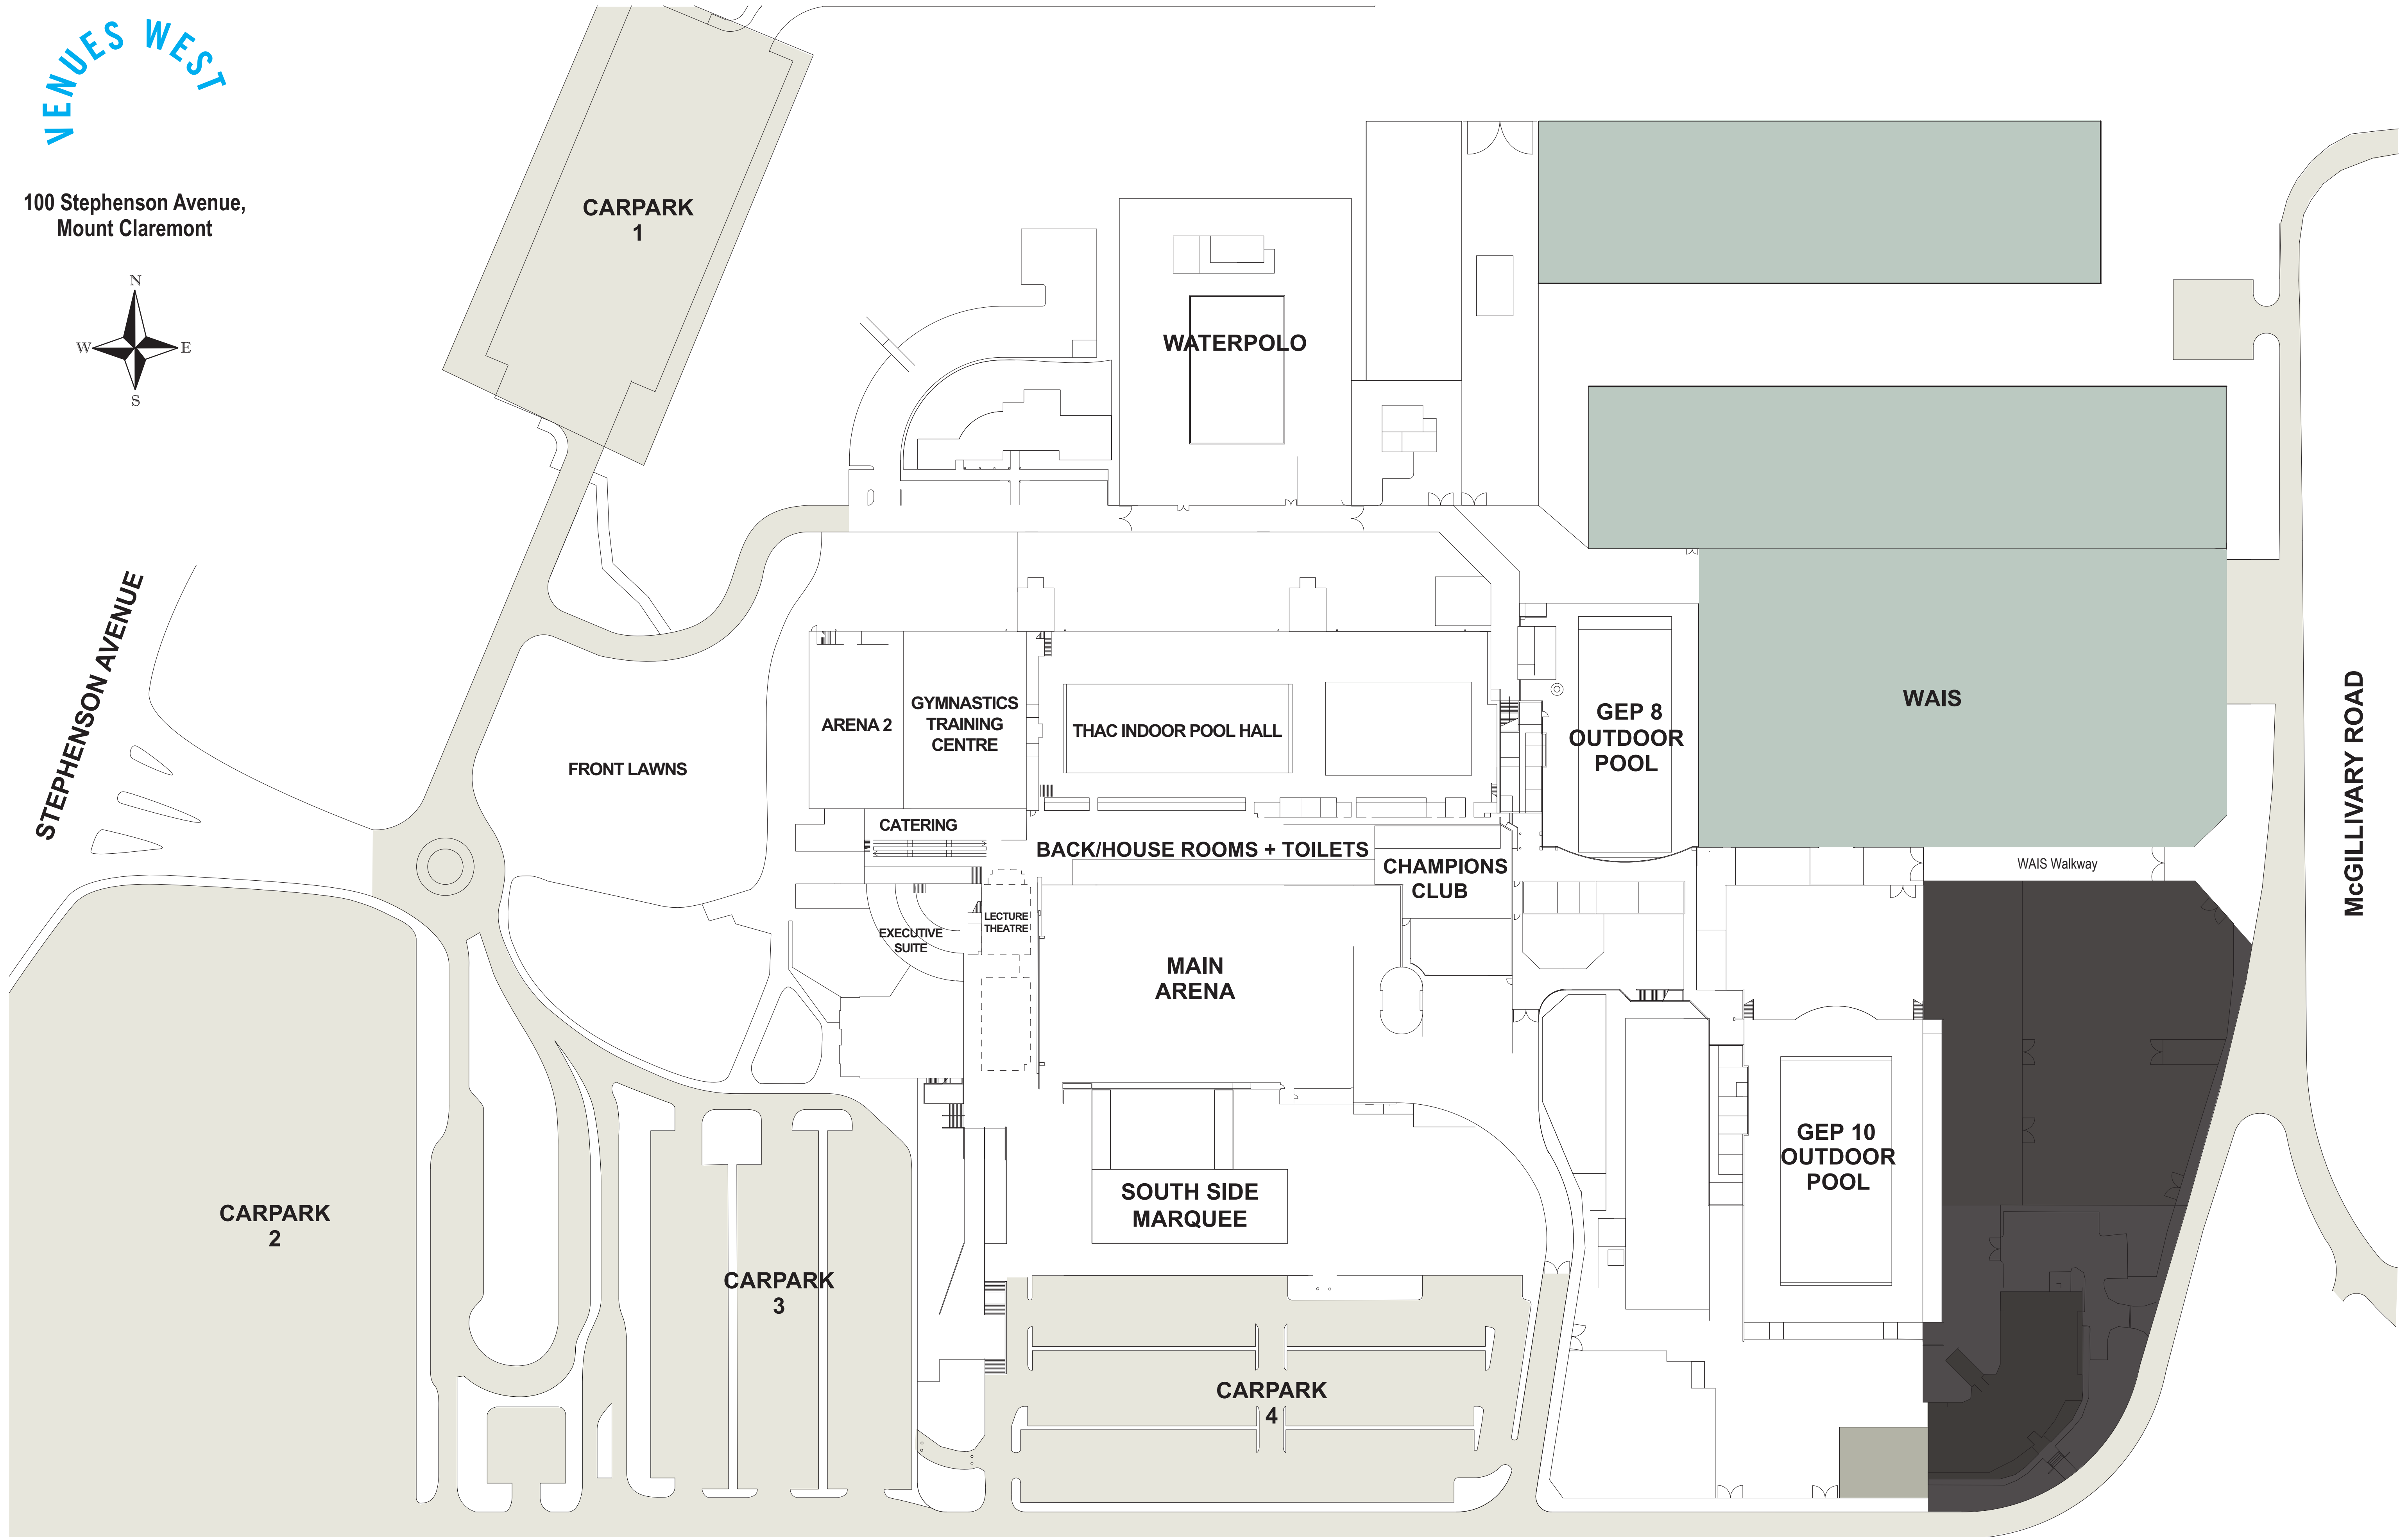 VENUES WEST
100 Stephenson Avenue,
Mount Claremont
N
W
E
S
CARPARK
1
WATERPOLO
STEPHENSON AVENUE
FRONT LAWNS
ARENA 2
GYMNASTICS
TRAINING
CENTRE
THAC INDOOR POOL HALL
GEP 8
OUTDOOR
POOL
WAIS
McGILLIVARY ROAD
CATERING
BACK/HOUSE ROOMS + TOILETS
CHAMPIONS
CLUB
WAIS Walkway
EXECUTIVE
SUITE
LECTURE
THEATRE
MAIN
ARENA
GEP 10
OUTDOOR
POOL
SOUTH SIDE
MARQUEE
CARPARK
2
CARPARK
3
CARPARK
4